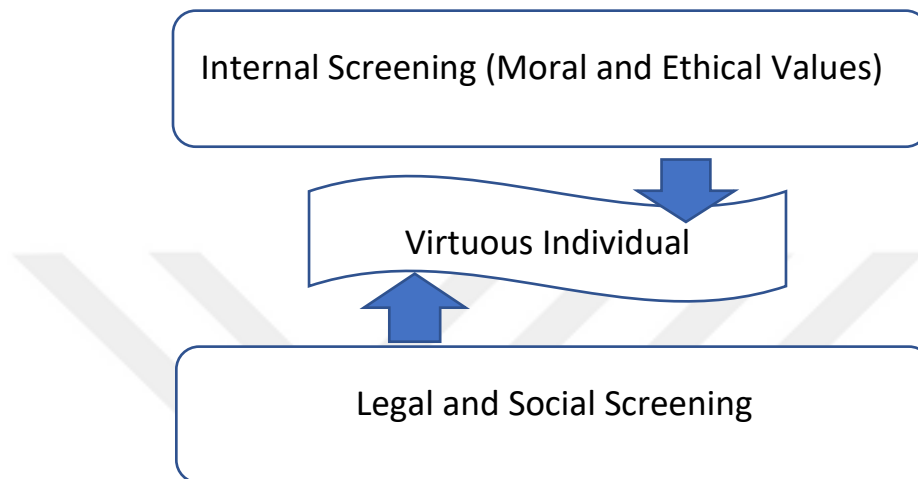 Internal Screening (Moral and Ethical Values)
Virtuous Individual
Legal and Social Screening